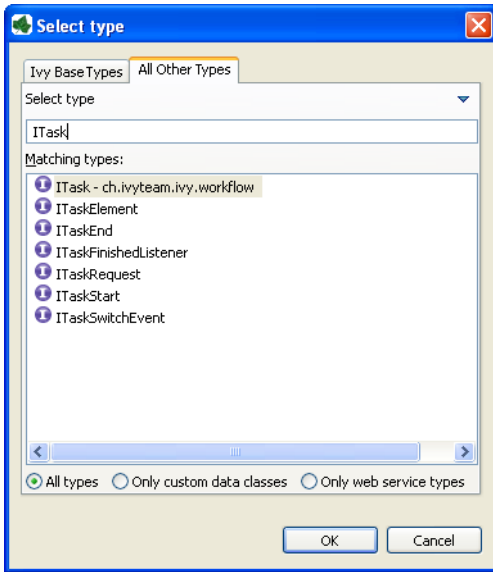 Select type
Ivy Base Types All Other Types
Select type
ITask
Matching types:
ITask - ch.ivyteam.ivy.workflow
ITaskElement
ITaskEnd
ITaskFinishedListener
ITaskRequest
ITaskStart
ITaskSwitchEvent
All types Only custom data classes Only web service types
OK Cancel